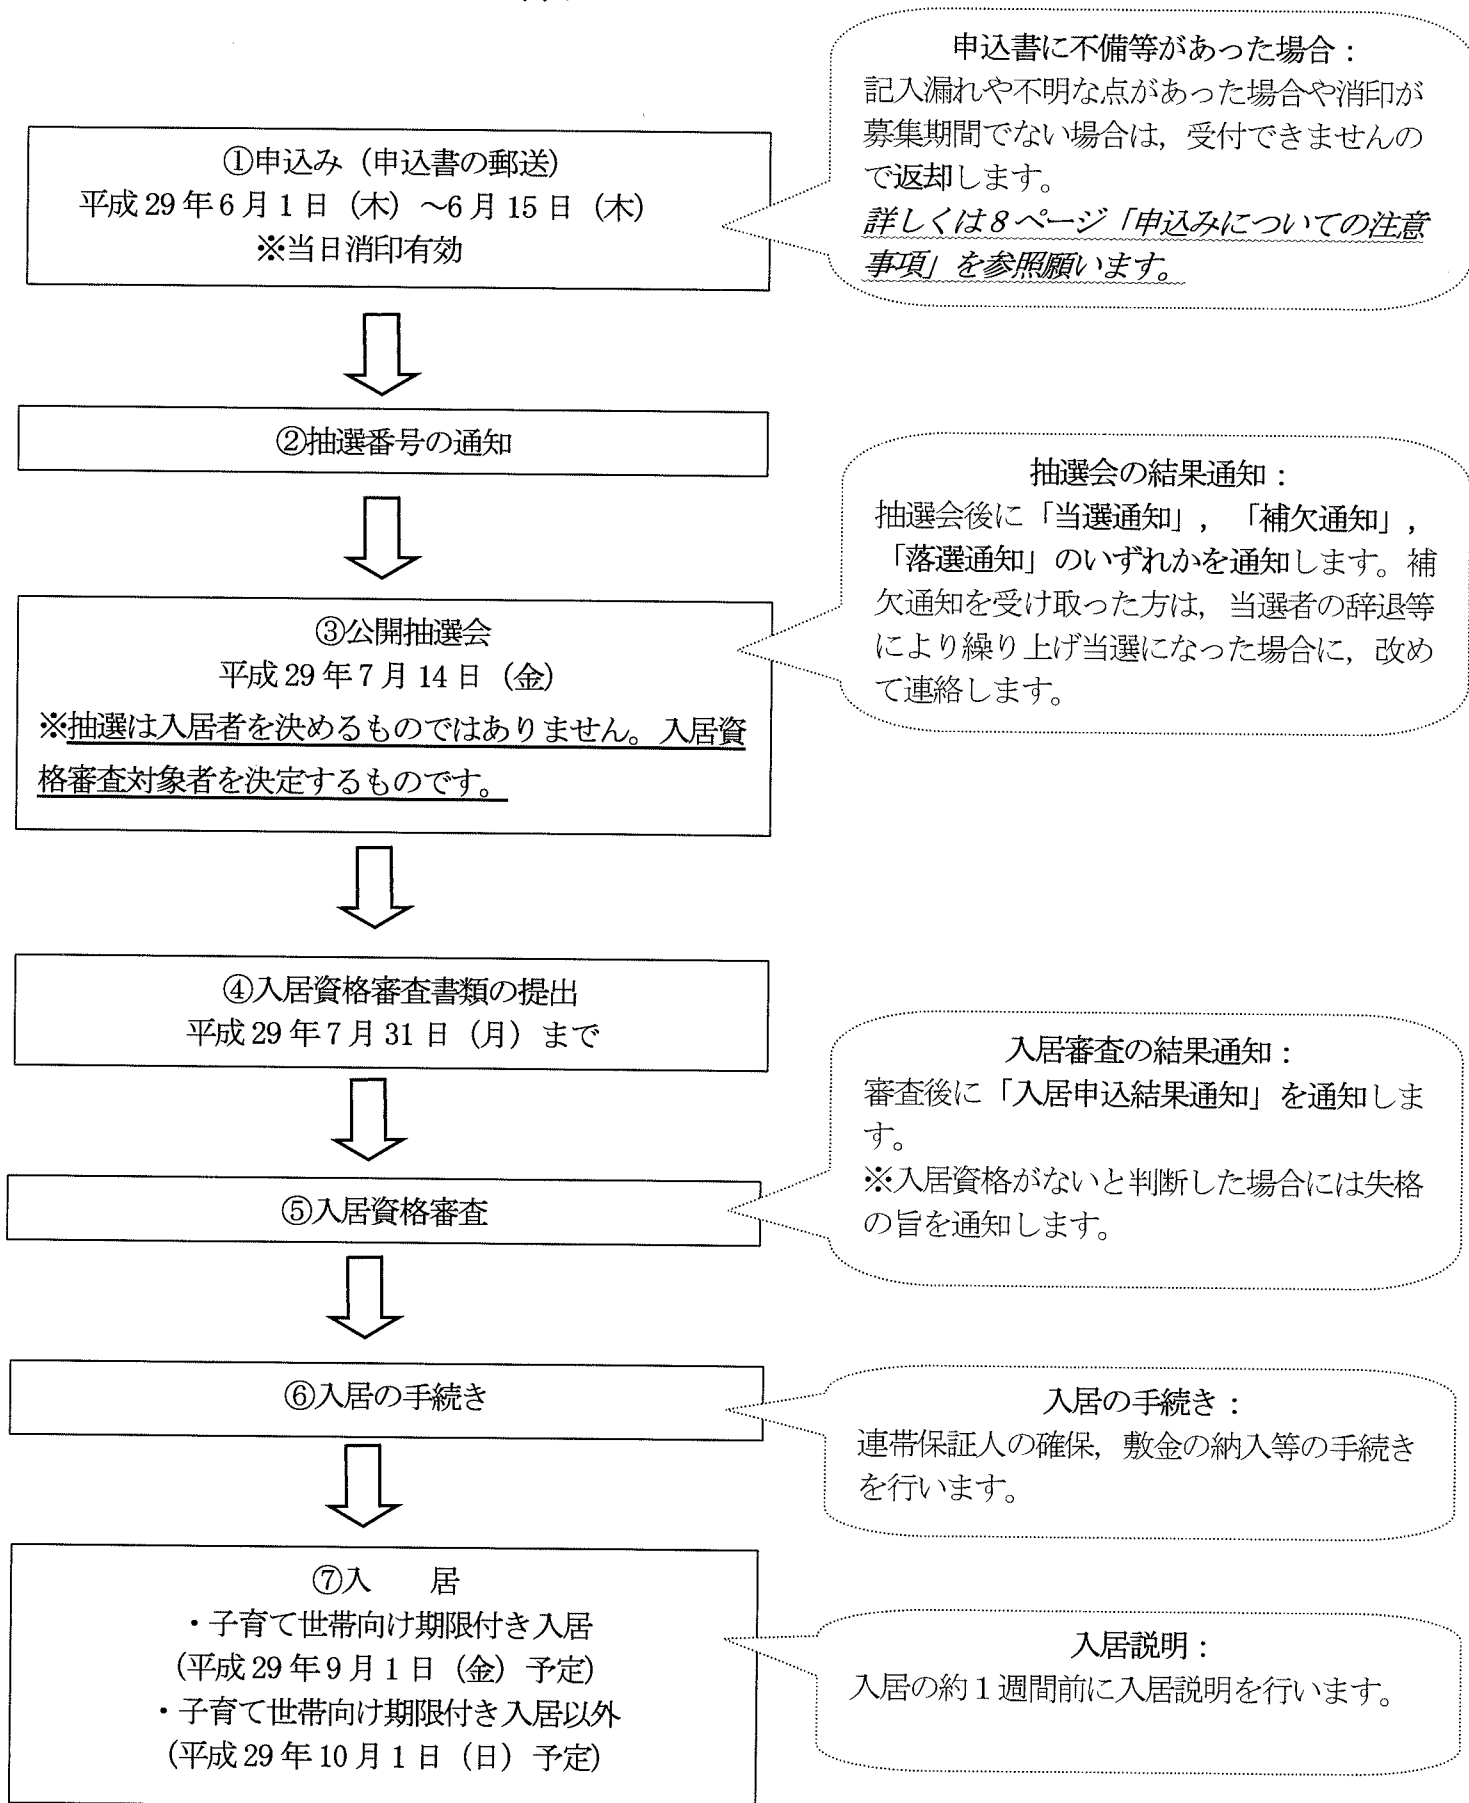 ①申込み（申込書の郵送）
平成 29 年 6 月 1 日（木）～6 月 15 日（木）
※当日消印有効
申込書に不備等があった場合：
記入漏れや不明な点があった場合や消印が
募集期間でない場合は，受付できませんの
で返却します。
詳しくは 8 ページ「申込みについての注意
事項」を参照願います。
②抽選番号の通知
③公開抽選会
平成 29 年 7 月 14 日（金）
※抽選は入居者を決めるものではありません。入居資
格審査対象者を決定するものです。
抽選会の結果通知：
抽選会後に「当選通知」，「補欠通知」，
「落選通知」のいずれかを通知します。補
欠通知を受け取った方は，当選者の辞退等
により繰り上げ当選になった場合に，改め
て連絡します。
④入居資格審査書類の提出
平成 29 年 7 月 31 日（月）まで
⑤入居資格審査
入居審査の結果通知：
審査後に「入居申込結果通知」を通知しま
す。
※入居資格がないと判断した場合には失格
の旨を通知します。
⑥入居の手続き
入居の手続き：
連帯保証人の確保，敷金の納入等の手続き
を行います。
⑦入　　居
・子育て世帯向け期限付き入居
(平成 29 年 9 月 1 日（金）予定)
・子育て世帯向け期限付き入居以外
(平成 29 年 10 月 1 日（日）予定)
入居説明：
入居の約 1 週間前に入居説明を行います。